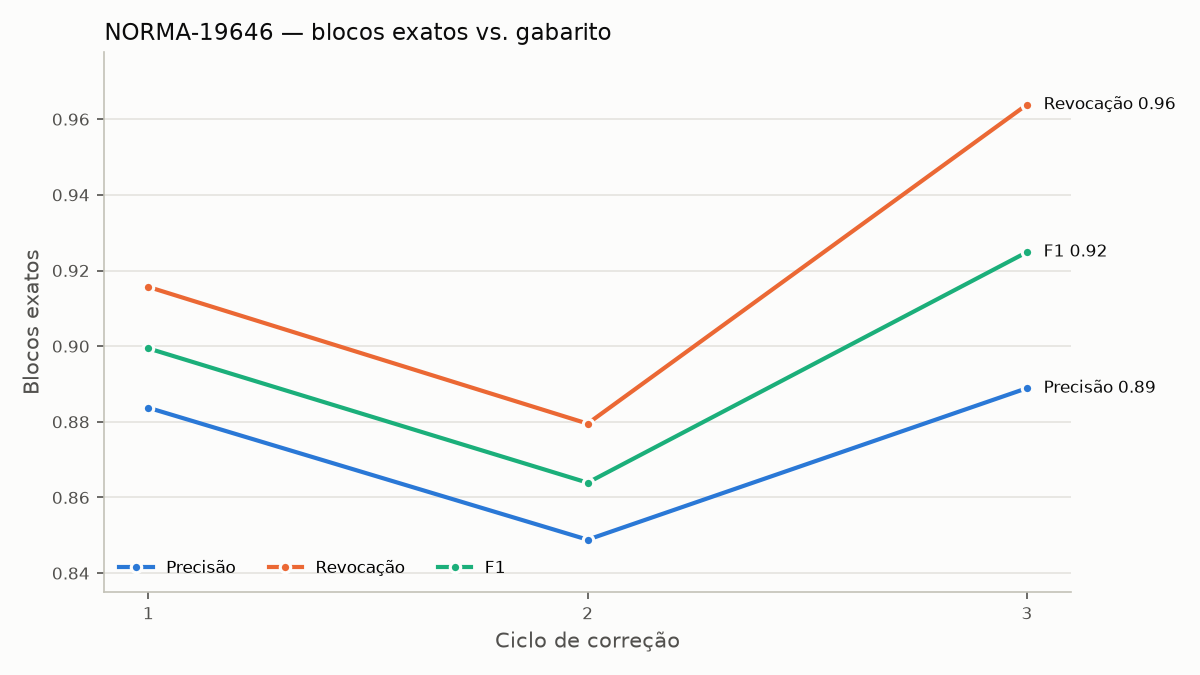 NORMA-19646 — blocos exatos vs. gabarito
Blocos exatos
0.96
0.94
0.92
0.90
0.88
0.86
0.84
Revocação 0.96
F1 0.92
Precisão 0.89
Precisão
Revocação
F1
1
2
3
Ciclo de correção